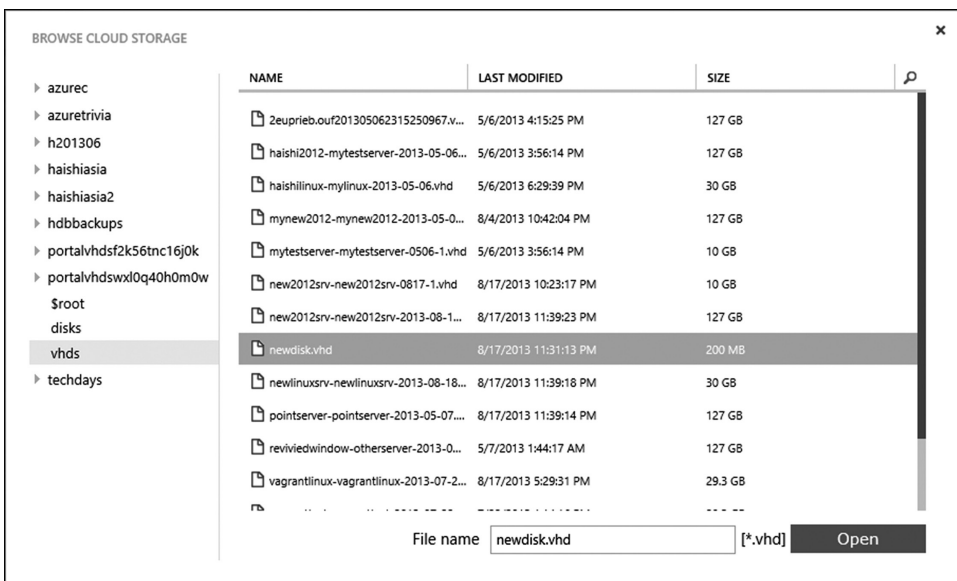 BROWSE CLOUD STORAGE
azurec
azuretrivia
h201306
haishiasia
haishiasia2
hdbbackups
portalvhdsf2k56tnc16j0k
portalvhdswxl0q40h0m0w
$root
disks
vhds
techdays
NAME LAST MODIFIED SIZE
2euprieb.ouf201305062315250967.v... 5/6/2013 4:15:25 PM 127 GB
haishi2012-mytestserver-2013-05-06... 5/6/2013 3:56:14 PM 127 GB
haishilinux-mylinux-2013-05-06.vhd 5/6/2013 6:29:39 PM 30 GB
mynew2012-mynew2012-2013-05-0... 8/4/2013 10:42:04 PM 127 GB
mytestserver-mytestserver-0506-1.vhd 5/6/2013 3:56:14 PM 10 GB
new2012srv-new2012srv-0817-1.vhd 8/17/2013 10:23:17 PM 10 GB
new2012srv-new2012srv-2013-08-1... 8/17/2013 11:39:23 PM 127 GB
newdisk.vhd 8/17/2013 11:31:13 PM 200 MB
newlinuxsrv-newlinuxsrv-2013-08-18... 8/17/2013 11:39:18 PM 30 GB
pointserver-pointserver-2013-05-07.... 8/17/2013 11:39:14 PM 127 GB
reviviedwindow-otherserver-2013-0... 5/7/2013 1:44:17 AM 127 GB
vagrantlinux-vagrantlinux-2013-07-2... 8/17/2013 5:29:31 PM 29.3 GB
File name newdisk.vhd [*.vhd] Open